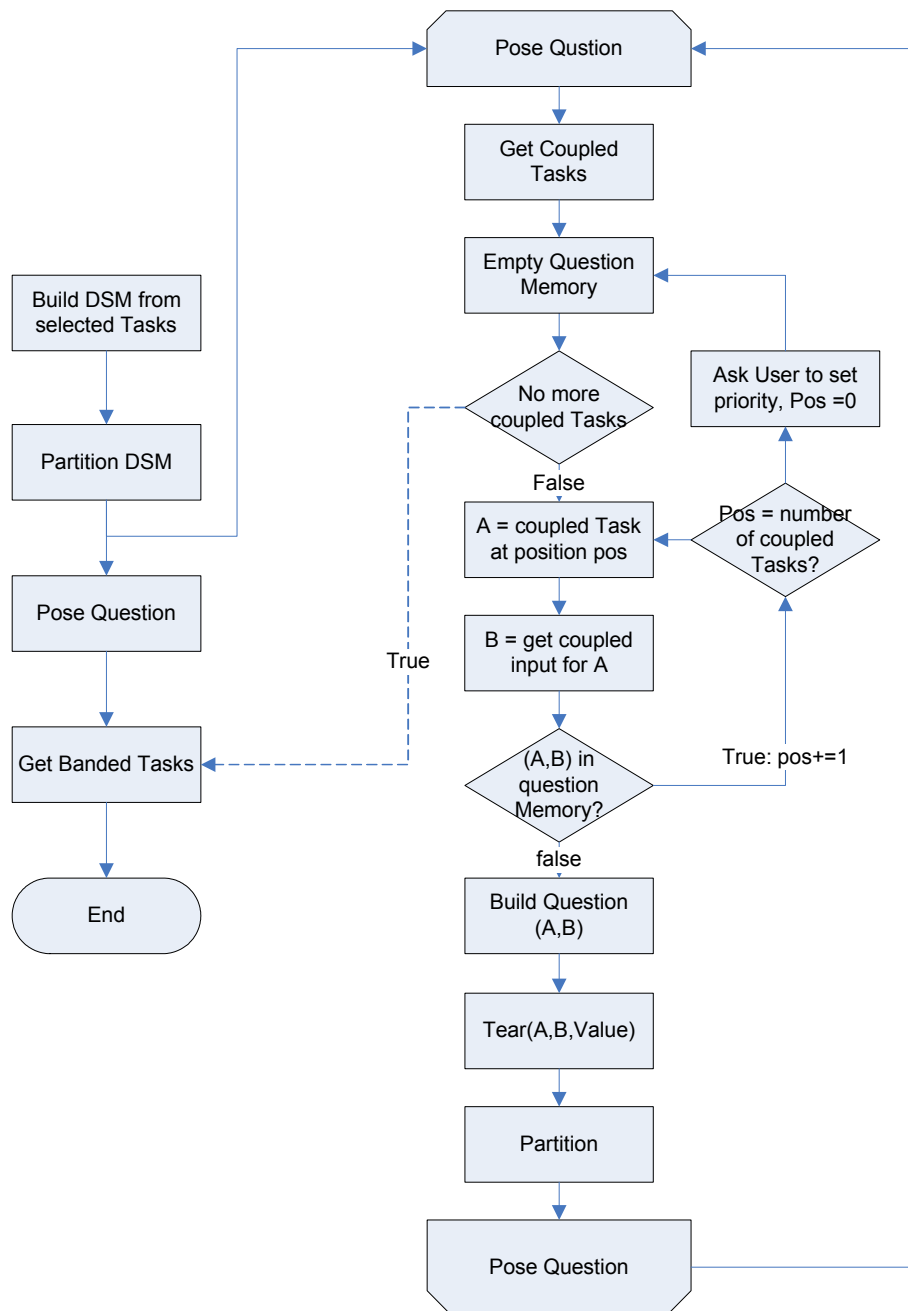 Pose Qustion
Get Coupled
Tasks
Empty Question
Memory
Build DSM from
selected Tasks
No more
coupled Tasks
Ask User to set
priority, Pos =0
Partition DSM
False
A = coupled Task
at position pos
Pos = number
of coupled
Tasks?
Pose Question
B = get coupled
input for A
True
Get Banded Tasks
(A,B) in
question
Memory?
True: pos+=1
false
Build Question
(A,B)
End
Tear(A,B,Value)
Partition
Pose Question